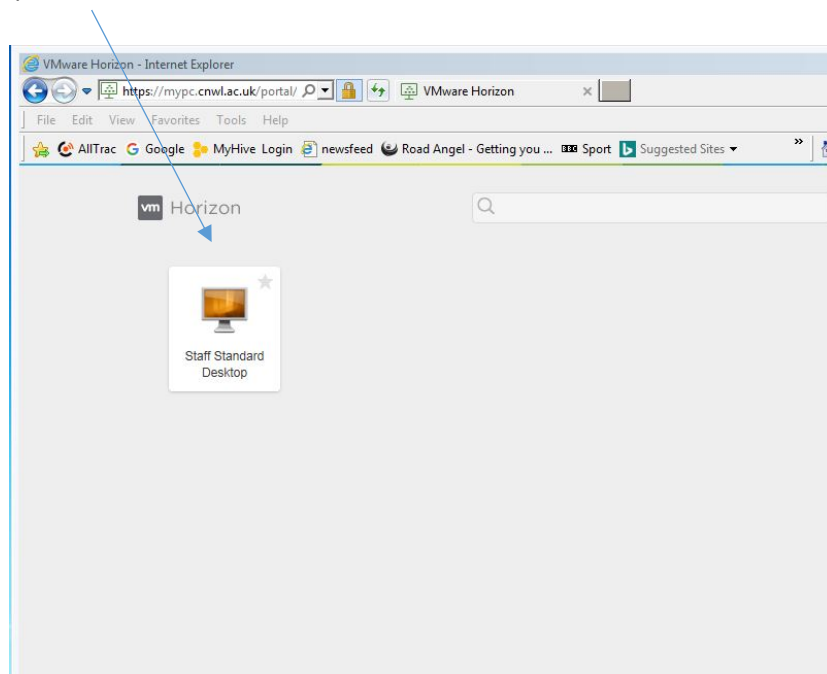 VMware Horizon - Internet Explorer
https://mypc.cnwl.ac.uk/portal/ VMware Horizon
File Edit View Favorites Tools Help
AllTrac G Google MyHive Login newsfeed Road Angel - Getting you ... BBC Sport Suggested Sites »
vm Horizon
Staff Standard
Desktop